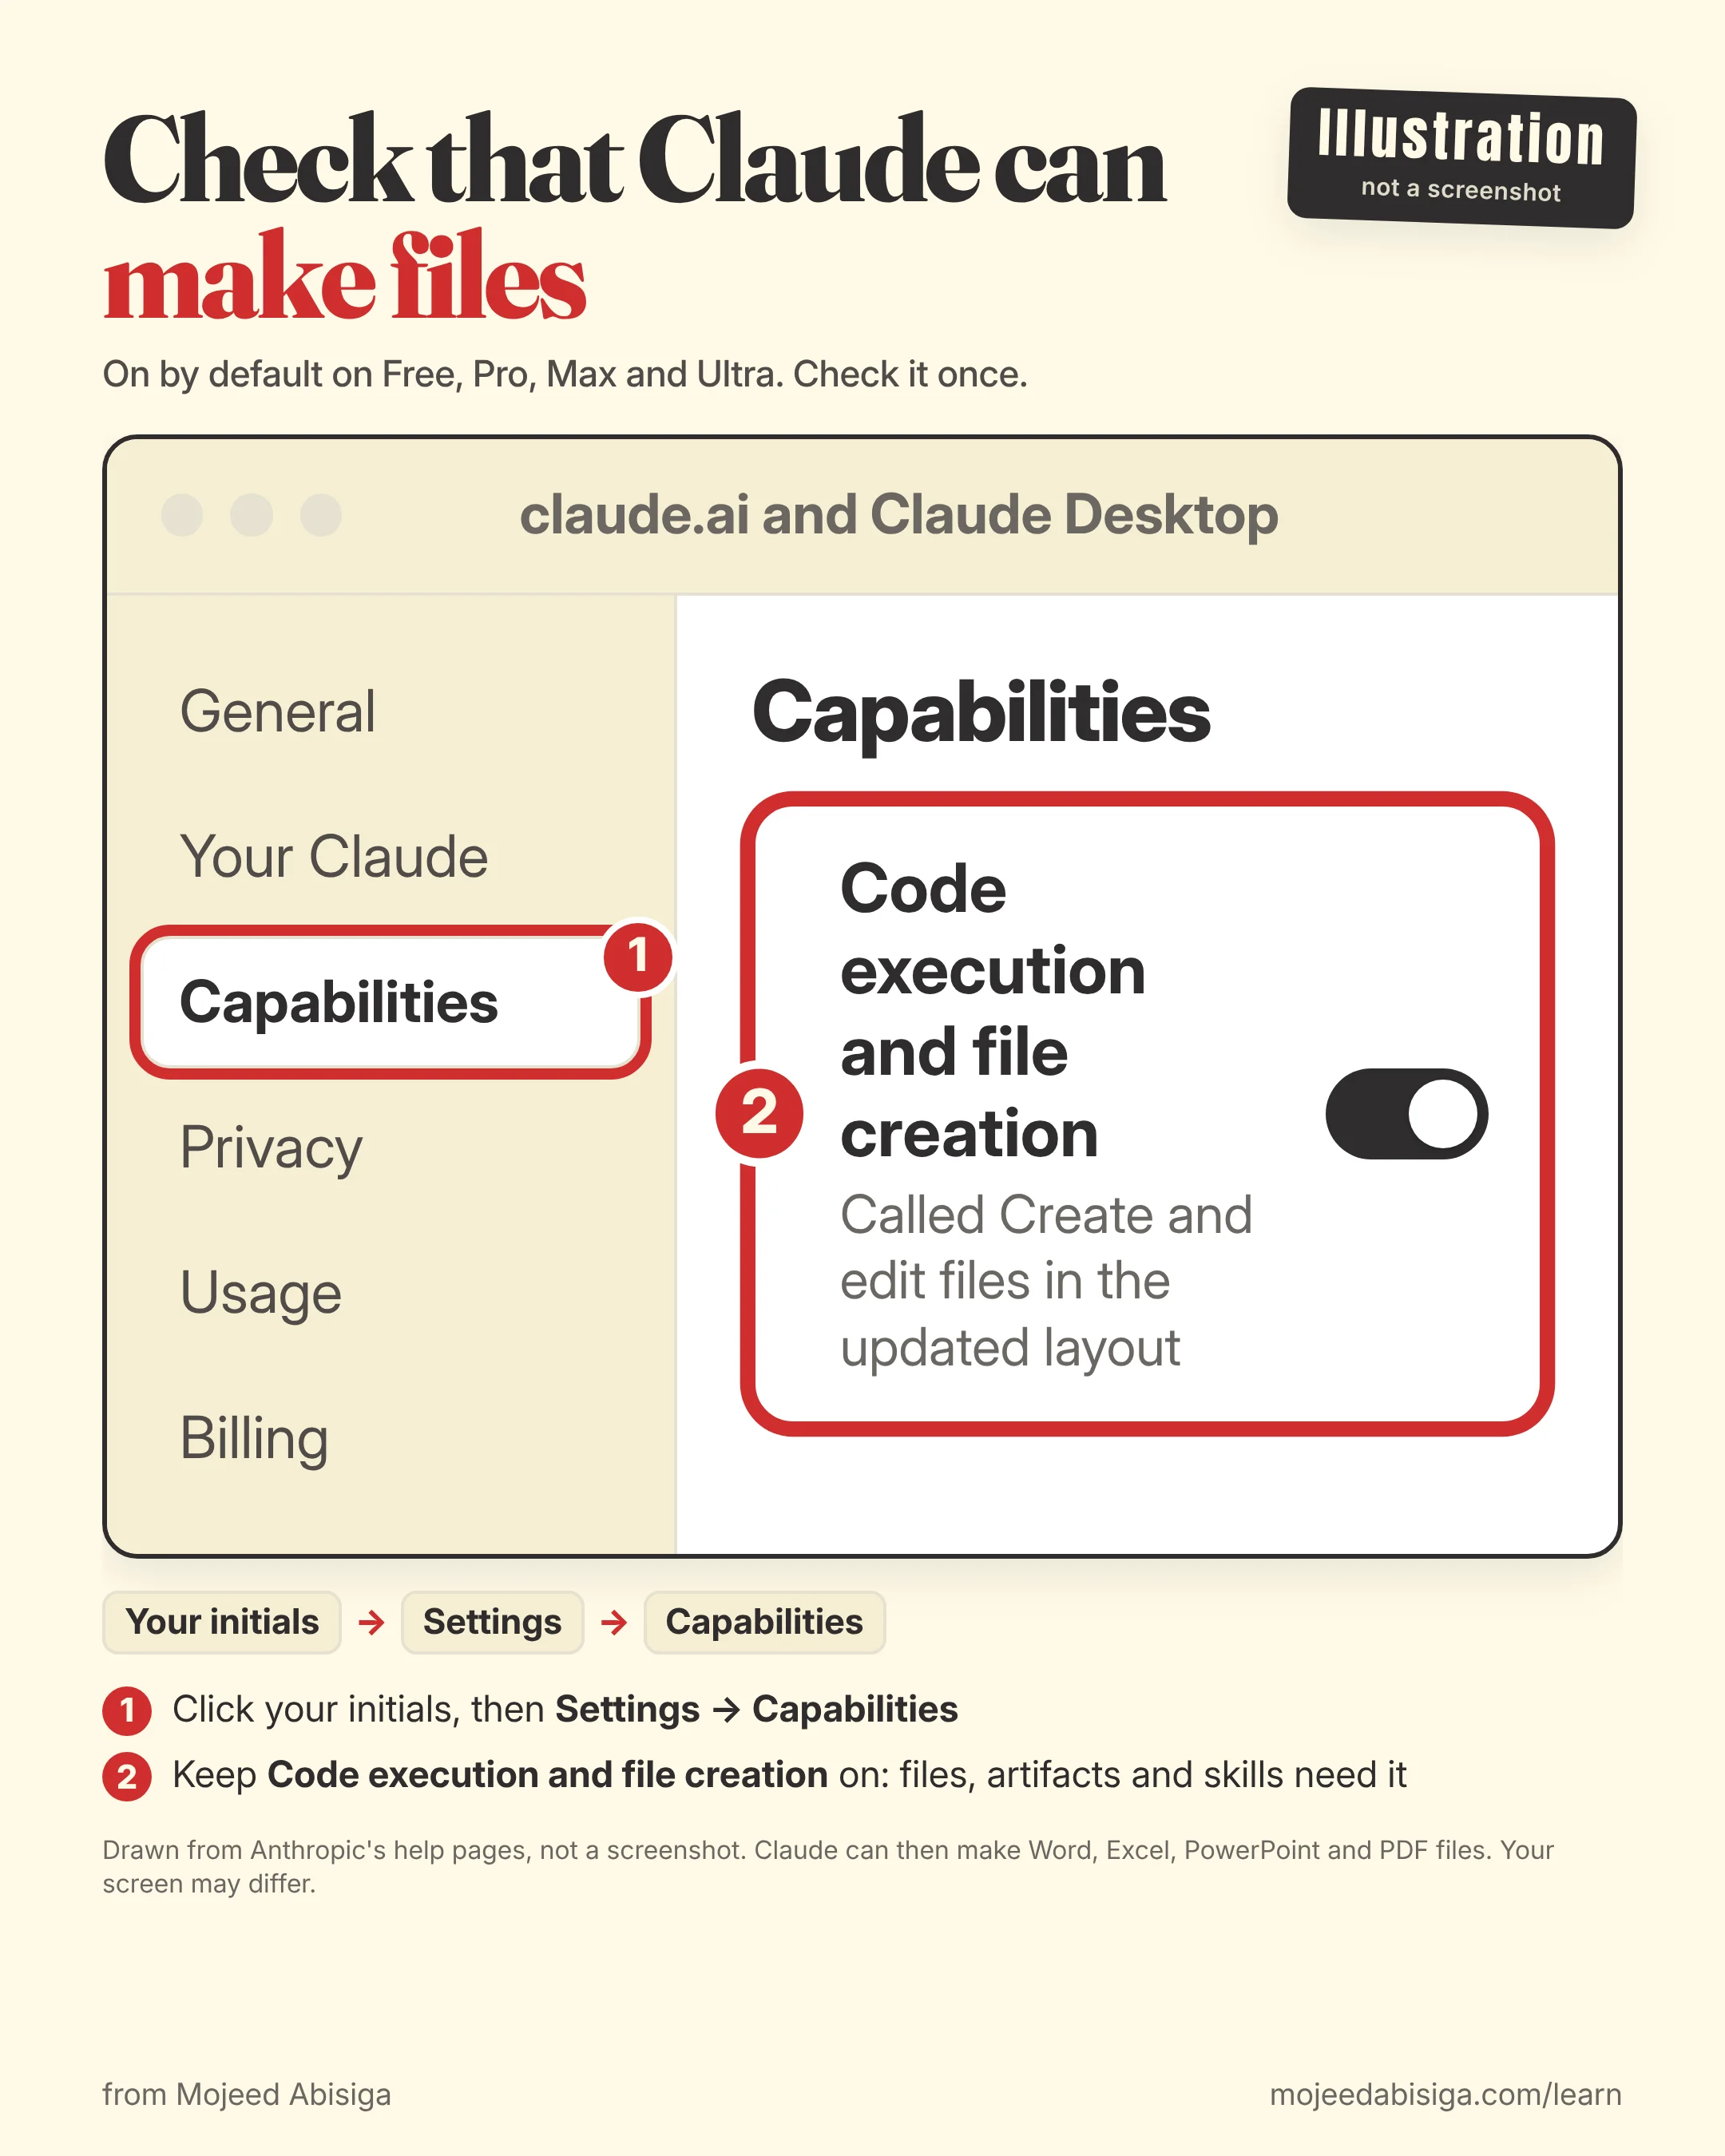 Check that Claude can
make files
Illustration
not a screenshot
On by default on Free, Pro, Max and Ultra. Check it once.
claude.ai and Claude Desktop
General
Your Claude
Capabilities
1
Privacy
Usage
Billing
Capabilities
2
Code
execution
and file
creation
Called Create and
edit files in the
updated layout
Your initials → Settings → Capabilities
1 Click your initials, then Settings → Capabilities
2 Keep Code execution and file creation on: files, artifacts and skills need it
Drawn from Anthropic's help pages, not a screenshot. Claude can then make Word, Excel, PowerPoint and PDF files. Your
screen may differ.
from Mojeed Abisiga
mojeedabisiga.com/learn